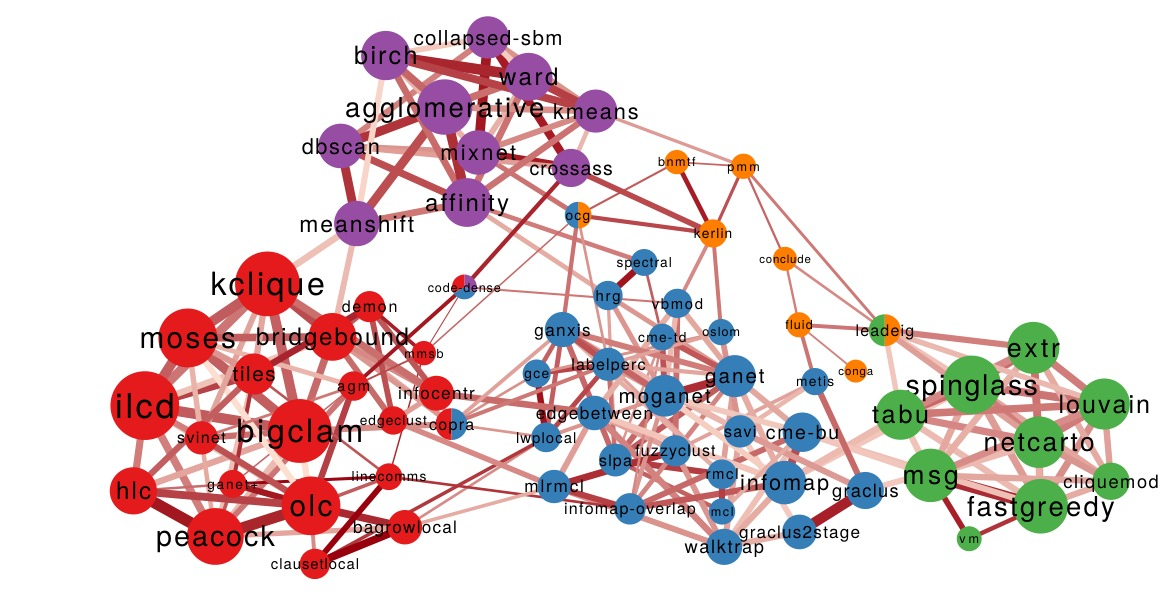 collapsed-sbm
birch
ward
agglomerative
kmeans
dbscan
mixnet
crossass
bnmtf
pmm
affinity
meanshift
ocg
kerlin
conclude
spectral
kclique
code-dense
hrg
vbmod
demon
moses
bridgebound
ganxis
cme-td
oslom
fluid
leadeig
extr
mmsb
tiles
labelperc
gce
ganet
metis
conga
spinglass
agm
infocentr
moganet
ilcd
louvain
edgebetween
tabu
edgeclust
copra
bigclam
svinet
lwplocal
savi
cme-bu
netcarto
fuzzyclust
slpa
linecomms
rmcl
infomap
msg
cliquemod
ganet+
mlrmcl
hlc
graclus
olc
infomap-overlap
mcl
fastgreedy
bagrowlocal
peacock
graclus2stage
vm
walktrap
clausetlocal